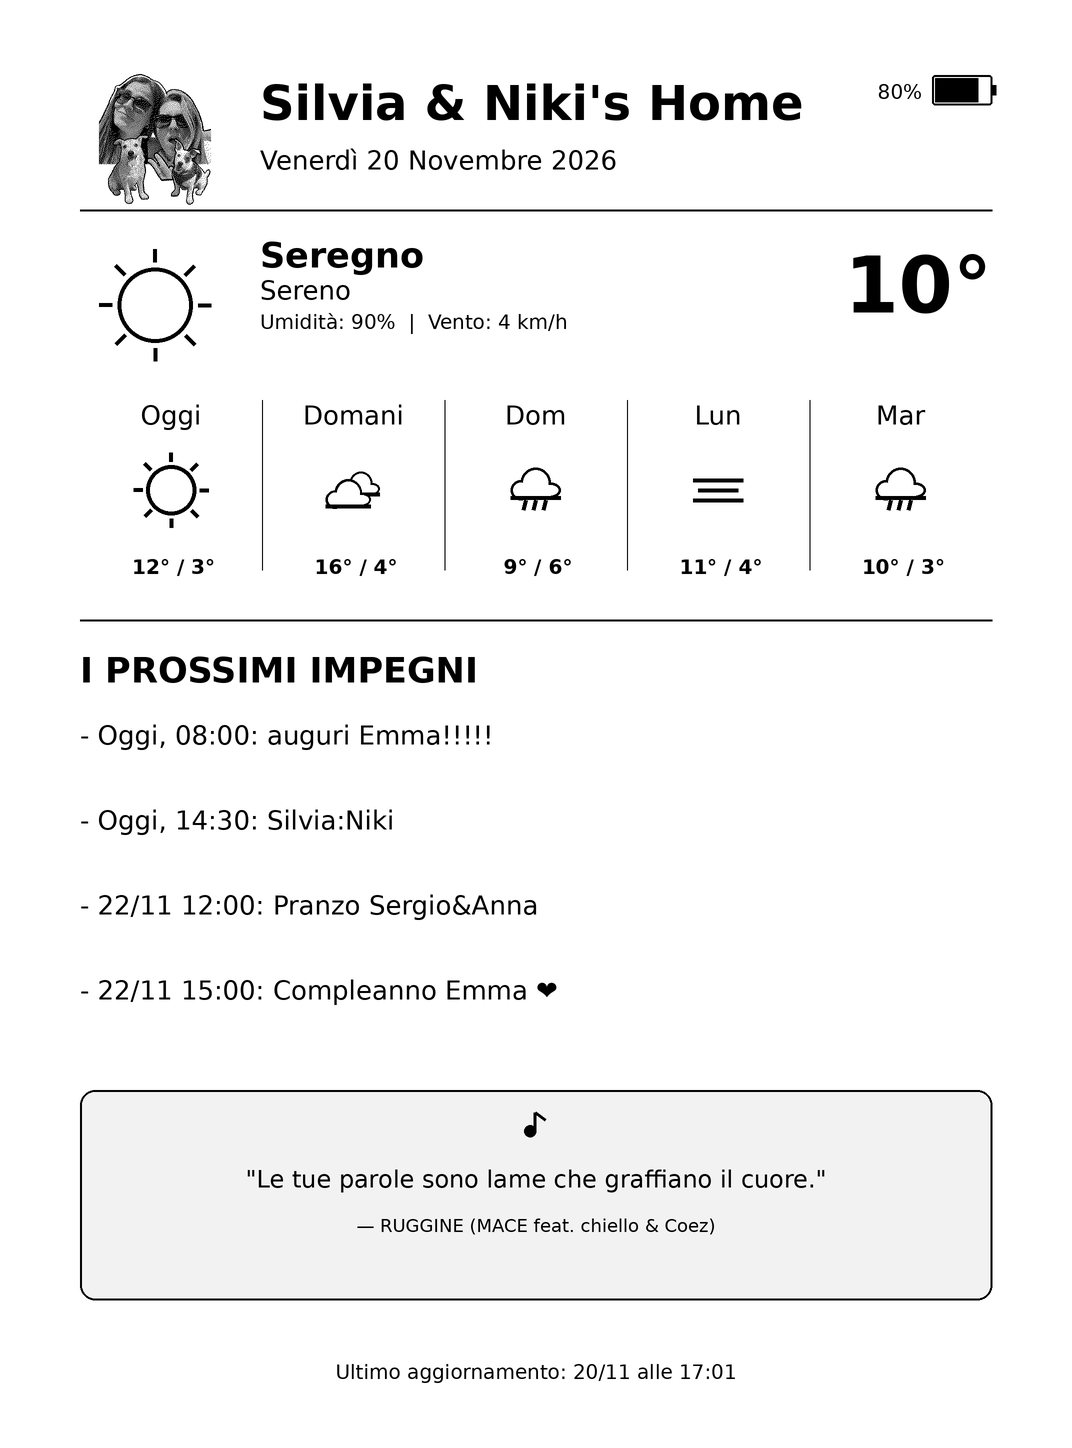 Silvia & Niki's Home
80%
Venerdì 20 Novembre 2026
Seregno
Sereno
Umidità: 90% | Vento: 4 km/h
10°
Oggi Domani Dom Lun Mar
12° / 3° 16° / 4° 9° / 6° 11° / 4° 10° / 3°
I PROSSIMI IMPEGNI
- Oggi, 08:00: auguri Emma!!!!!
- Oggi, 14:30: Silvia:Niki
- 22/11 12:00: Pranzo Sergio&Anna
- 22/11 15:00: Compleanno Emma ❤
"Le tue parole sono lame che graffiano il cuore."
— RUGGINE (MACE feat. chiello & Coez)
Ultimo aggiornamento: 20/11 alle 17:01